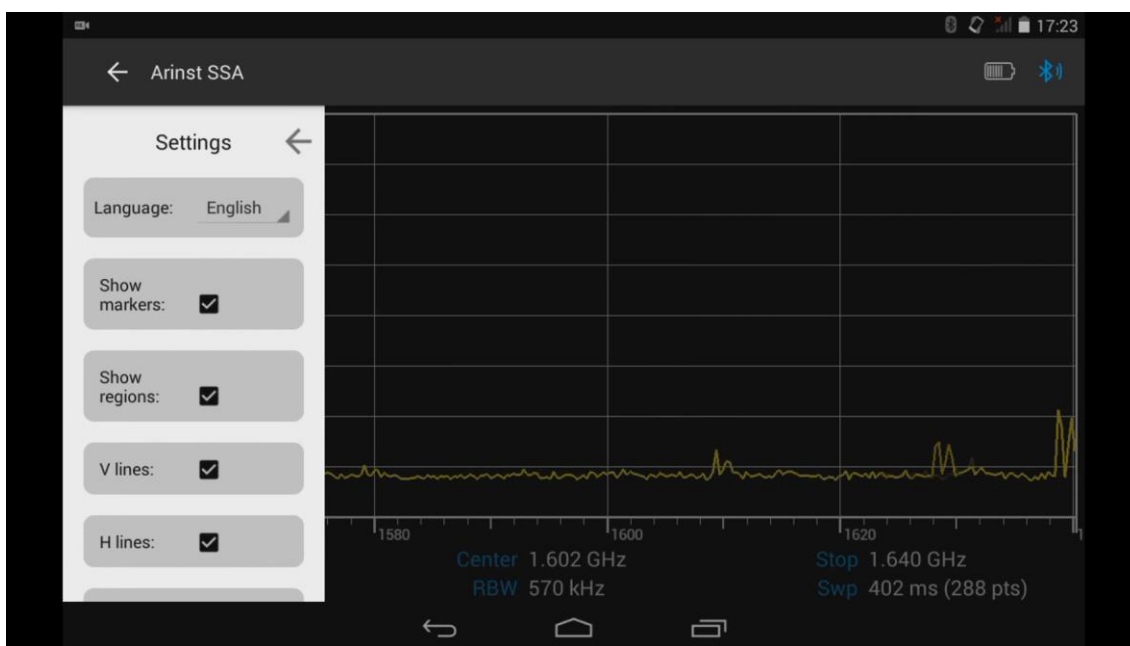 17:23
Arinst SSA
Settings
Language: English
Show
markers:
Show
regions:
V lines:
H lines:
1580
1600
1620
Center 1.602 GHz
Stop 1.640 GHz
RBW 570 kHz
Swp 402 ms (288 pts)